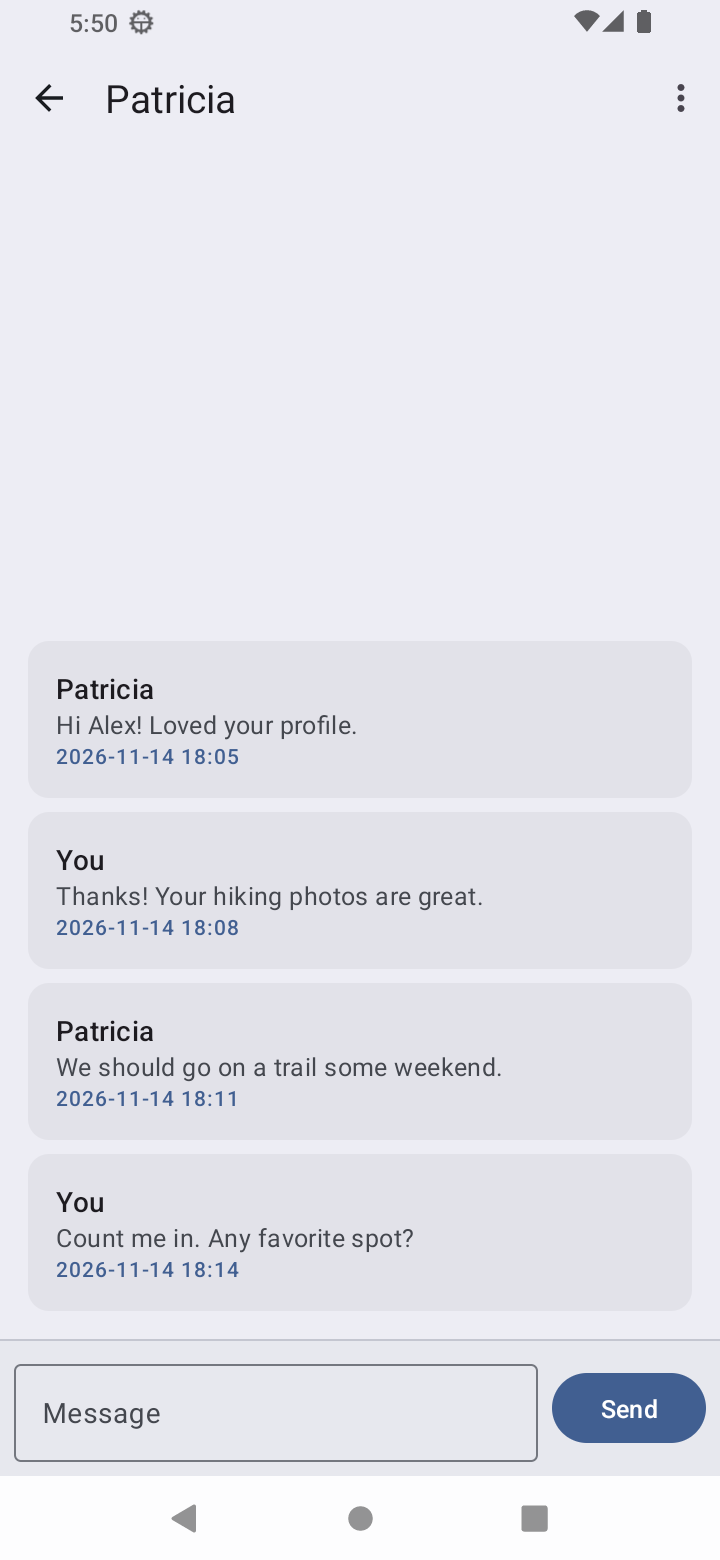 5:50
Patricia
Patricia
Hi Alex! Loved your profile.
2026-11-14 18:05
You
Thanks! Your hiking photos are great.
2026-11-14 18:08
Patricia
We should go on a trail some weekend.
2026-11-14 18:11
You
Count me in. Any favorite spot?
2026-11-14 18:14
Message
Send